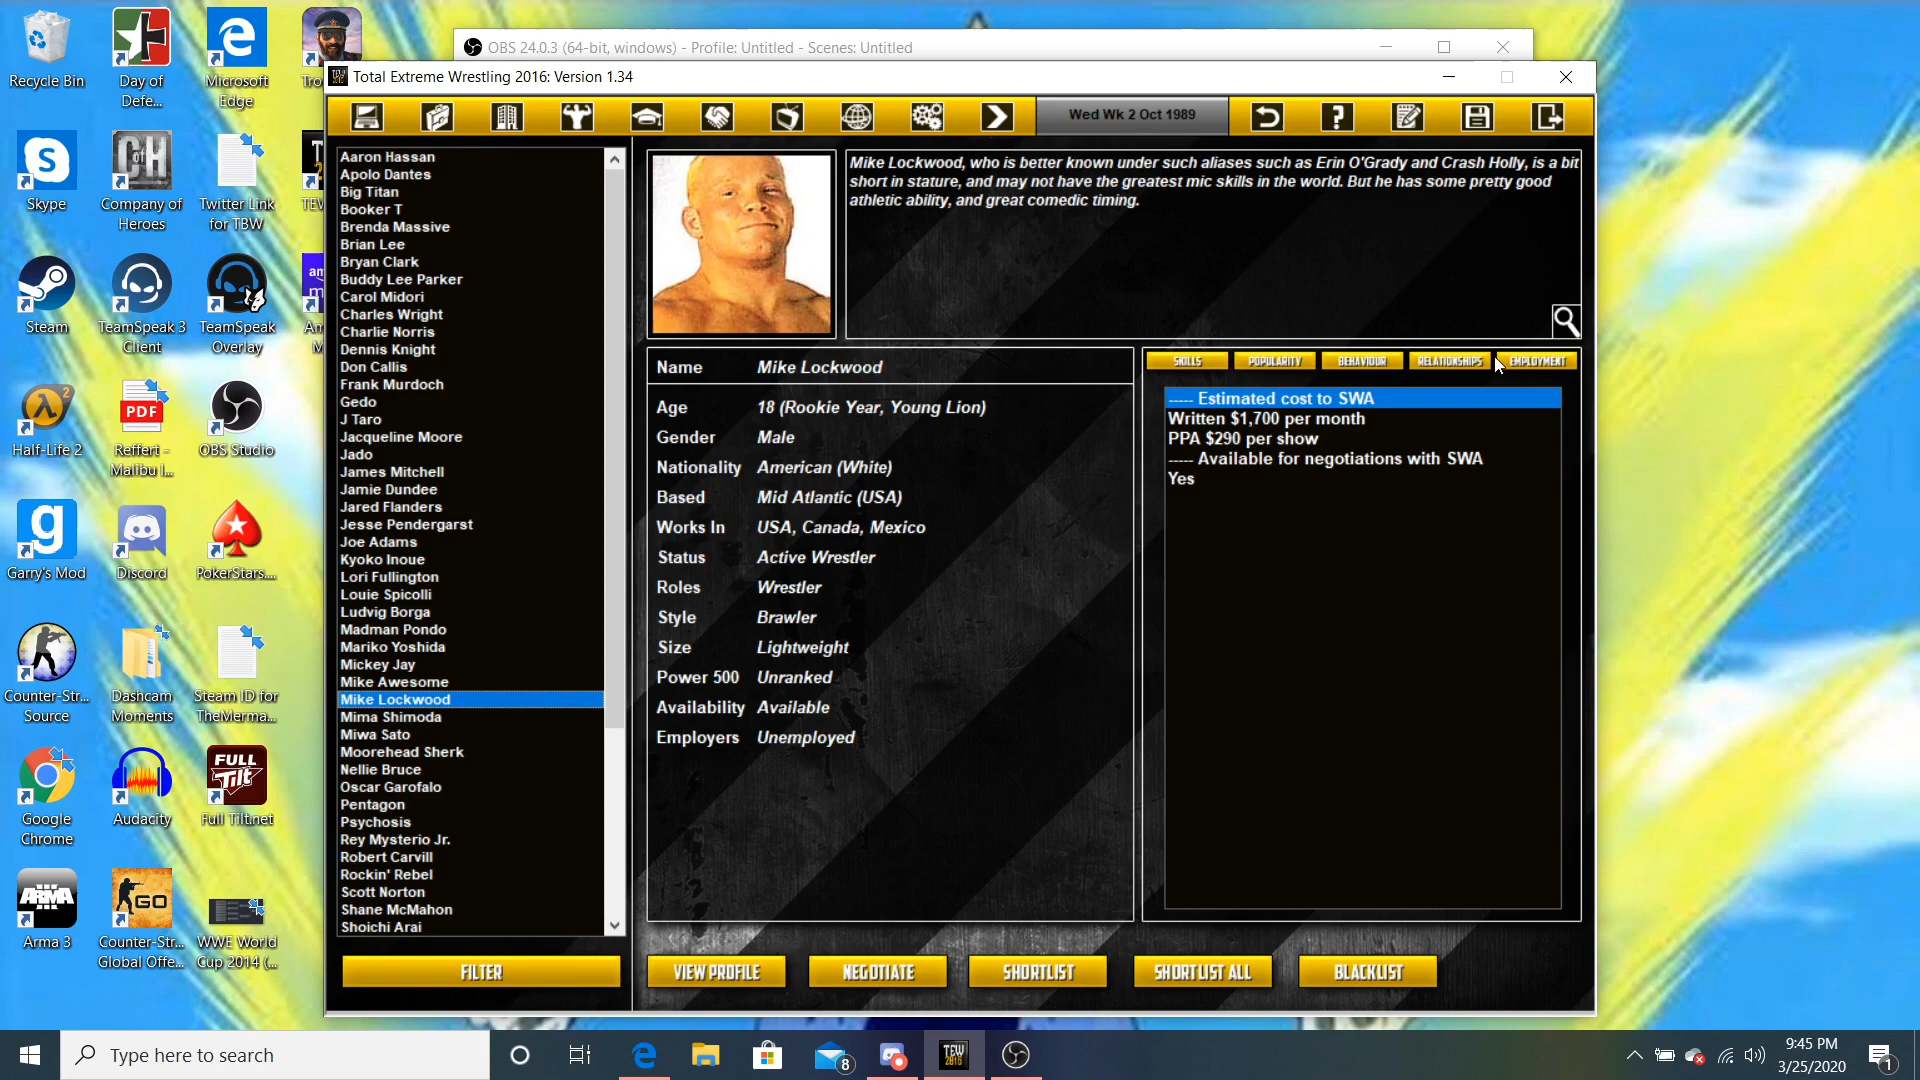 OBS 24.0.3 (64-bit, windows) - Profile: Untitled - Scenes: Untitled
Total Extreme Wrestling 2016: Version 1.34
Wed Wk 2 Oct 1989
Recycle Bin
Day of
Defe...
Microsoft
Edge
Tro
Skype
Company of
Heroes
Twitter Link
for TBW
TEW
Steam
TeamSpeak 3
Client
TeamSpeak
Overlay
Half-Life 2
PDF
Reffert -
Malibu l...
OBS Studio
Garry's Mod
Discord
PokerStars....
Counter-Str...
Source
Dashcam
Moments
Steam ID for
TheMerma...
Google
Chrome
Audacity
FULL
TILT
Full Tilt.net
ARMA
Arma 3
GO
Counter-Str...
Global Offe...
WWE World
Cup 2014 (...
Aaron Hassan
Apolo Dantes
Big Titan
Booker T
Brenda Massive
Brian Lee
Bryan Clark
Buddy Lee Parker
Carol Midori
Charles Wright
Charlie Norris
Dennis Knight
Don Callis
Frank Murdoch
Gedo
J Taro
Jacqueline Moore
Jado
James Mitchell
Jamie Dundee
Jared Flanders
Jesse Pendergarst
Joe Adams
Kyoko Inoue
Lori Fullington
Louie Spicolli
Ludvig Borga
Madman Pondo
Mariko Yoshida
Mickey Jay
Mike Awesome
Mike Lockwood
Mima Shimoda
Miwa Sato
Moorehead Sherk
Nellie Bruce
Oscar Garofalo
Pentagon
Psychosis
Rey Mysterio Jr.
Robert Carvill
Rockin' Rebel
Scott Norton
Shane McMahon
Shoichi Arai
FILTER
Mike Lockwood, who is better known under such aliases such as Erin O'Grady and Crash Holly, is a bit
short in stature, and may not have the greatest mic skills in the world. But he has some pretty good
athletic ability, and great comedic timing.
Name Mike Lockwood
Age 18 (Rookie Year, Young Lion)
Gender Male
Nationality American (White)
Based Mid Atlantic (USA)
Works In USA, Canada, Mexico
Status Active Wrestler
Roles Wrestler
Style Brawler
Size Lightweight
Power 500 Unranked
Availability Available
Employers Unemployed
SKILLS POPULARITY BEHAVIOUR RELATIONSHIPS EMPLOYMENT
----- Estimated cost to SWA
Written $1,700 per month
PPA $290 per show
----- Available for negotiations with SWA
Yes
VIEW PROFILE NEGOTIATE SHORTLIST SHORTLIST ALL BLACKLIST
Type here to search
8
TEW
2016
9:45 PM
3/25/2020
1